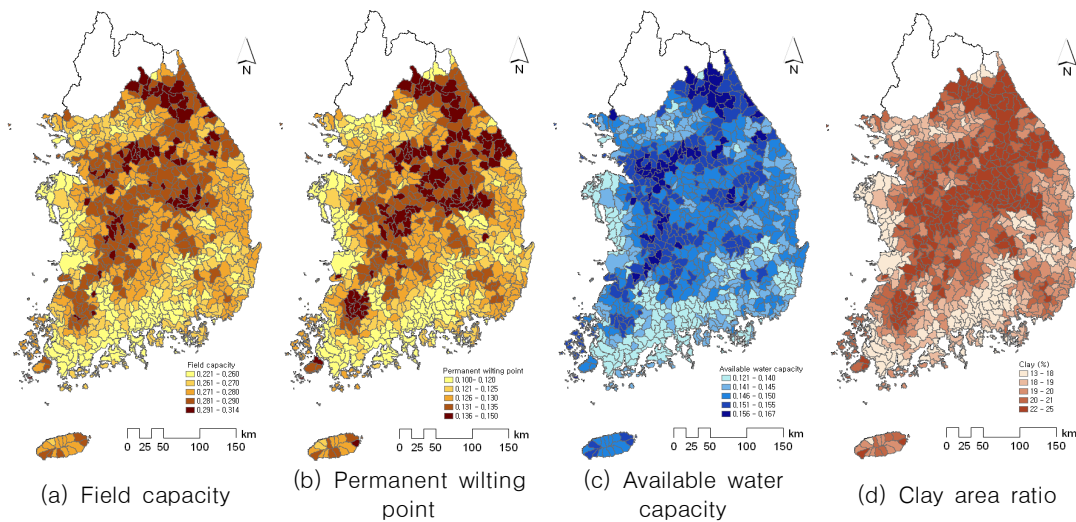 N
Field capacity
0,221 - 0,260
0,261 - 0,270
0,271 - 0,280
0,281 - 0,290
0,291 - 0,314
km
0 25 50 100 150
(a) Field capacity
N
Permanent wilting point
0,100- 0,120
0,121 - 0,125
0,126 - 0,130
0,131 - 0,135
0,136 - 0,150
km
0 25 50 100 150
(b) Permanent wilting
point
N
Available water capacity
0,121 - 0,140
0,141 - 0,145
0,146 - 0,150
0,151 - 0,155
0,156 - 0,167
km
0 25 50 100 150
(c) Available water
capacity
N
Clay (%)
13 - 18
18 - 19
19 - 20
20 - 21
22 - 25
km
0 25 50 100 150
(d) Clay area ratio